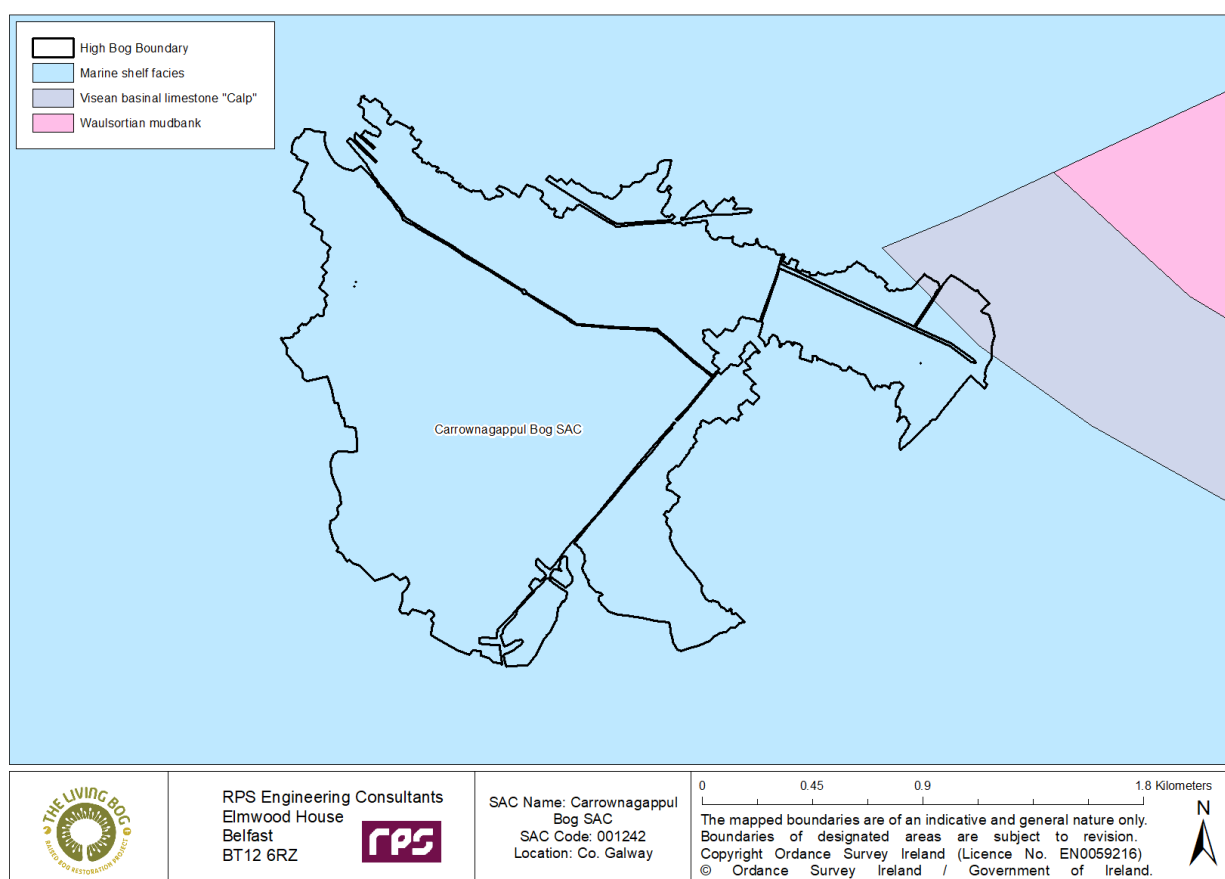 High Bog Boundary
Marine shelf facies
Visean basinal limestone "Calp"
Waulsortian mudbank
Carrownagappul Bog SAC
THE LIVING BOG
RAISED BOG RESTORATION PROJECT
RPS Engineering Consultants
Elmwood House
Belfast
BT12 6RZ
rps
SAC Name: Carrownagappul
Bog SAC
SAC Code: 001242
Location: Co. Galway
0 0.45 0.9 1.8 Kilometers
The mapped boundaries are of an indicative and general nature only.
Boundaries of designated areas are subject to revision.
Copyright Ordance Survey Ireland (Licence No. EN0059216)
© Ordance Survey Ireland / Government of Ireland.
N